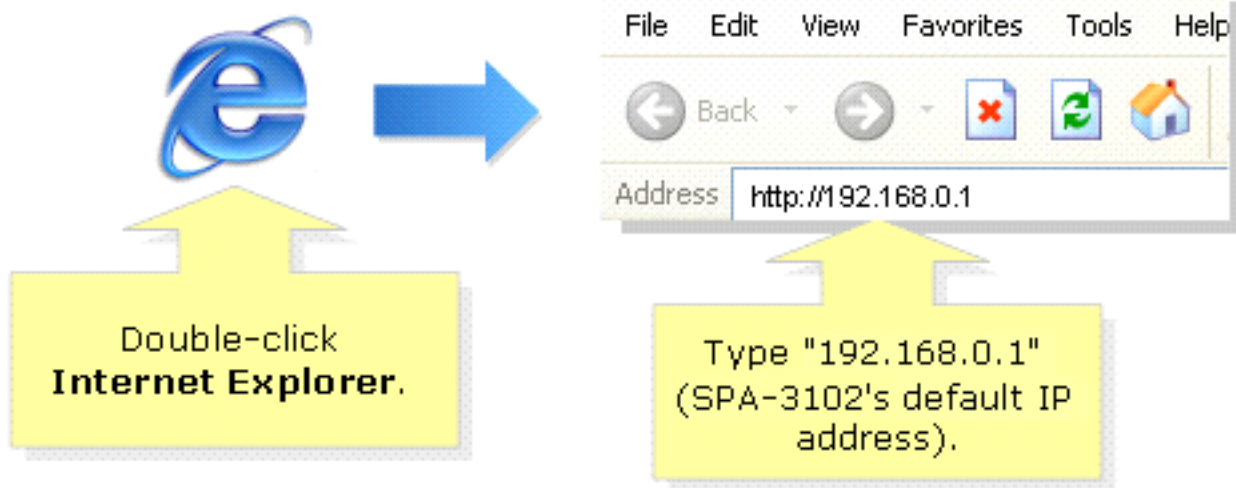 File Edit View Favorites Tools Help
Back
Address http://192.168.0.1
Double-click
Internet Explorer.
Type "192.168.0.1"
(SPA-3102's default IP
address).